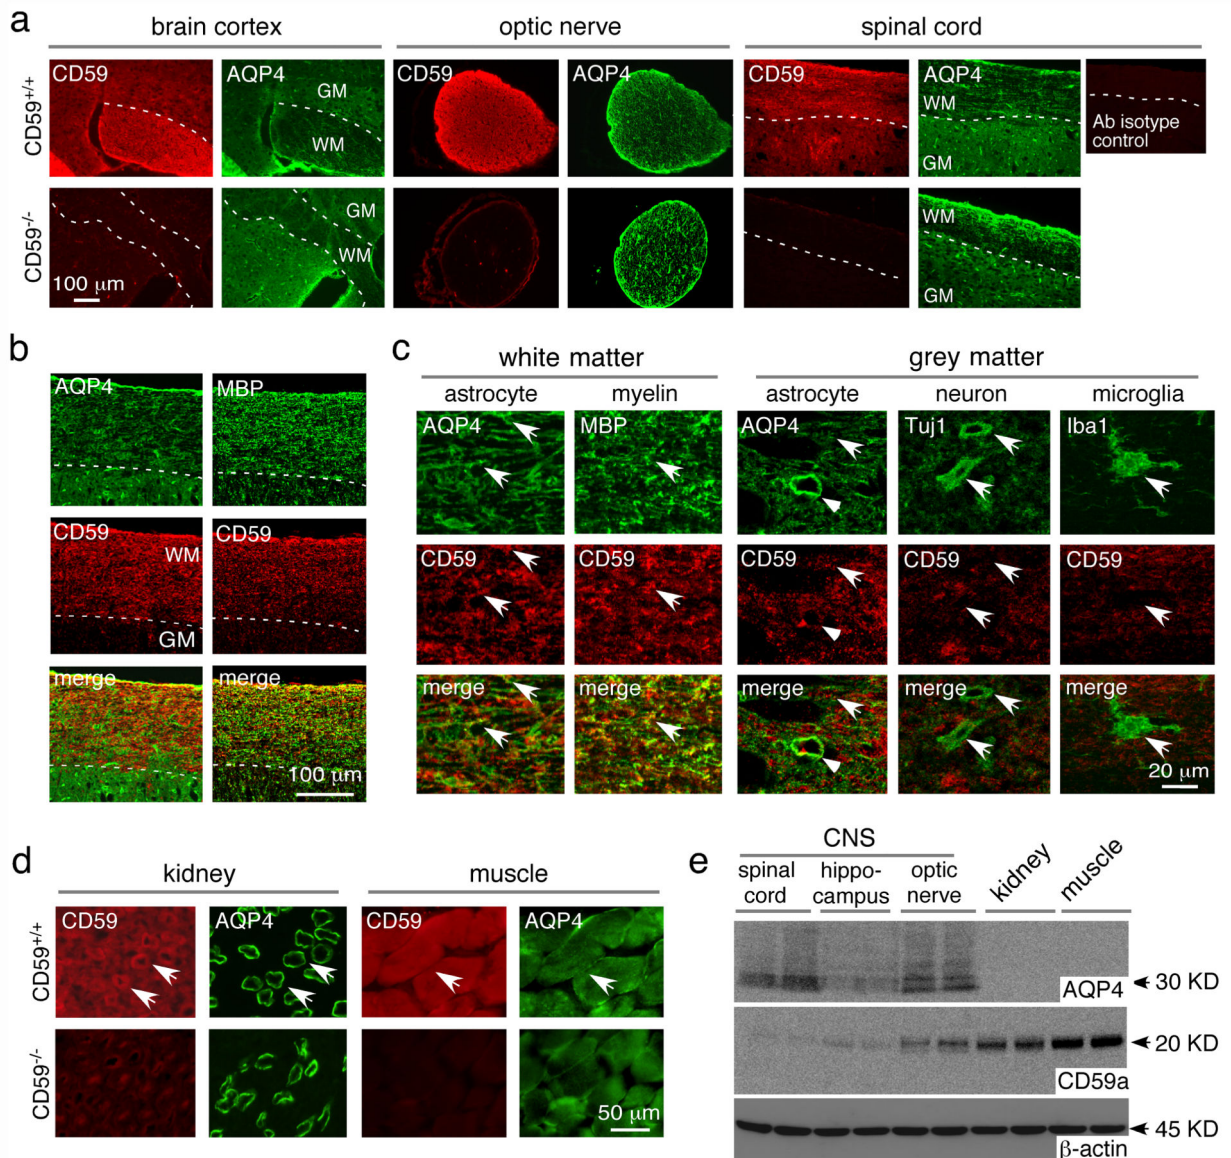 a
brain cortex
optic nerve
spinal cord
CD59+/+
CD59
AQP4
GM
WM
CD59
AQP4
CD59
AQP4
WM
GM
Ab isotype
control
CD59-/-
100 μm
GM
WM
WM
GM
b
AQP4
MBP
CD59
WM
GM
CD59
merge
merge
100 μm
c
white matter
grey matter
astrocyte
myelin
astrocyte
neuron
microglia
AQP4
MBP
AQP4
Tuj1
Iba1
CD59
CD59
CD59
CD59
CD59
merge
merge
merge
merge
merge
20 μm
d
kidney
muscle
CD59+/+
CD59
AQP4
CD59
AQP4
CD59-/-
50 μm
e
CNS
spinal
cord
hippo-
campus
optic
nerve
kidney
muscle
AQP4
30 KD
CD59a
20 KD
β-actin
45 KD